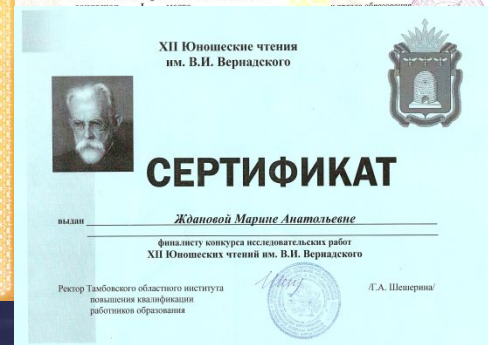 XII Юношеские чтения
им. В.И. Вернадского
СЕРТИФИКАТ
выдан Ждановой Марине Анатольевне
финалисту конкурса исследовательских работ
XII Юношеских чтений им. В.И. Вернадского
Ректор Тамбовского областного института
повышения квалификации
работников образования
/Г.А. Шешерина/